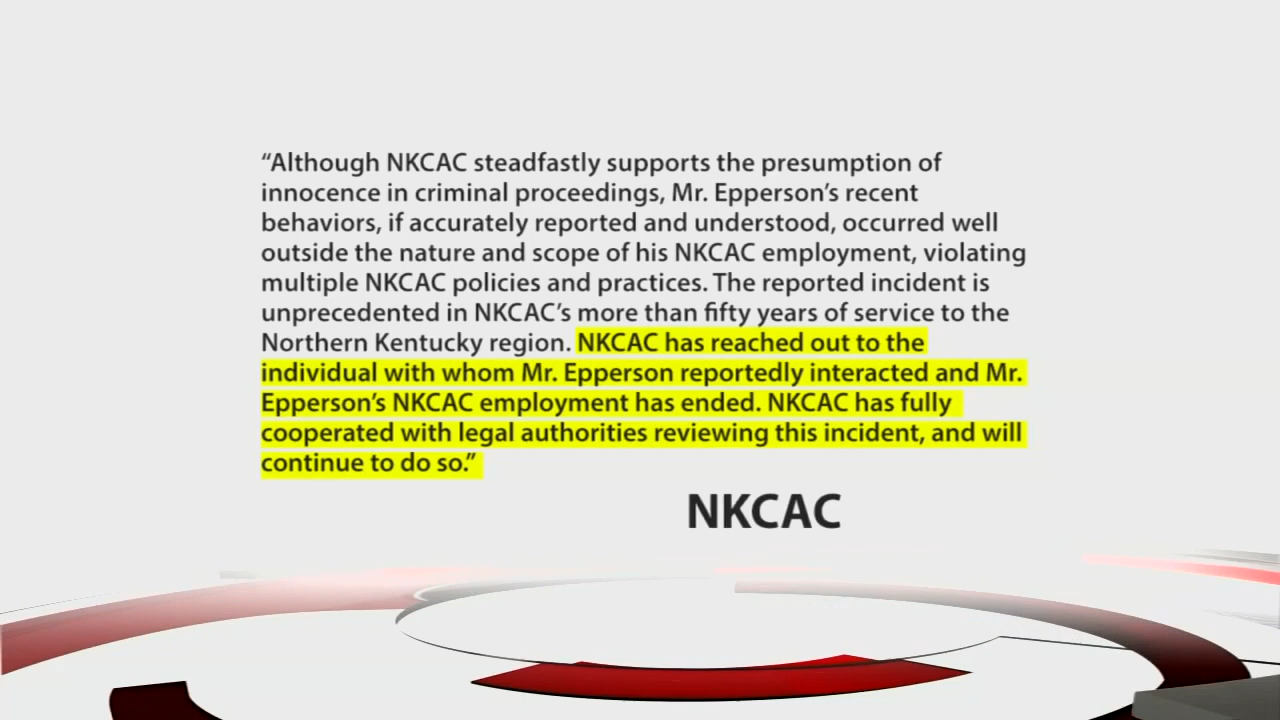 “Although NKCAC steadfastly supports the presumption of
innocence in criminal proceedings, Mr. Epperson’s recent
behaviors, if accurately reported and understood, occurred well
outside the nature and scope of his NKCAC employment, violating
multiple NKCAC policies and practices. The reported incident is
unprecedented in NKCAC’s more than fifty years of service to the
Northern Kentucky region. NKCAC has reached out to the
individual with whom Mr. Epperson reportedly interacted and Mr.
Epperson’s NKCAC employment has ended. NKCAC has fully
cooperated with legal authorities reviewing this incident, and will
continue to do so.”
NKCAC